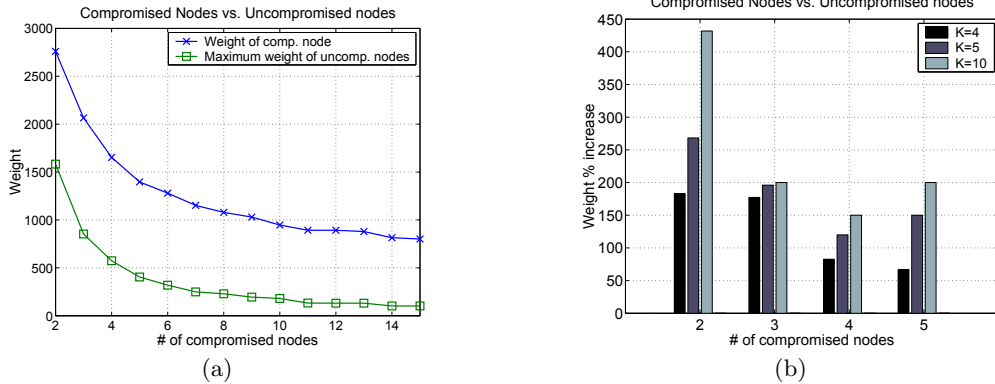 Compromised Nodes vs. Uncompromised nodes
3000
2500
2000
1500
1000
500
0
Weight
Weight of comp. node
Maximum weight of uncomp. nodes
2 4 6 8 10 12 14
# of compromised nodes
(a)
Compromised Nodes vs. Uncompromised nodes
450
400
350
300
250
200
150
100
50
0
Weight % increase
K=4
K=5
K=10
2 3 4 5
# of compromised nodes
(b)